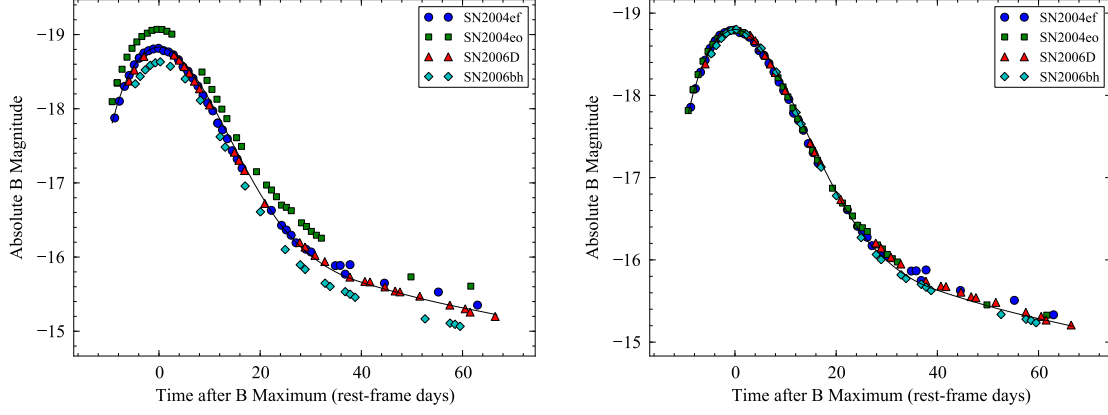 SN2004ef
SN2004eo
SN2006D
SN2006bh
−19
−18
−17
−16
−15
Absolute B Magnitude
0 20 40 60
Time after B Maximum (rest-frame days)
SN2004ef
SN2004eo
SN2006D
SN2006bh
−19
−18
−17
−16
−15
Absolute B Magnitude
0 20 40 60
Time after B Maximum (rest-frame days)